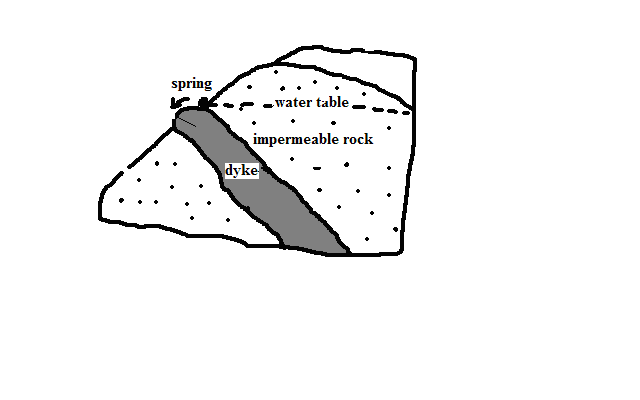 spring
water table
impermeable rock
dyke